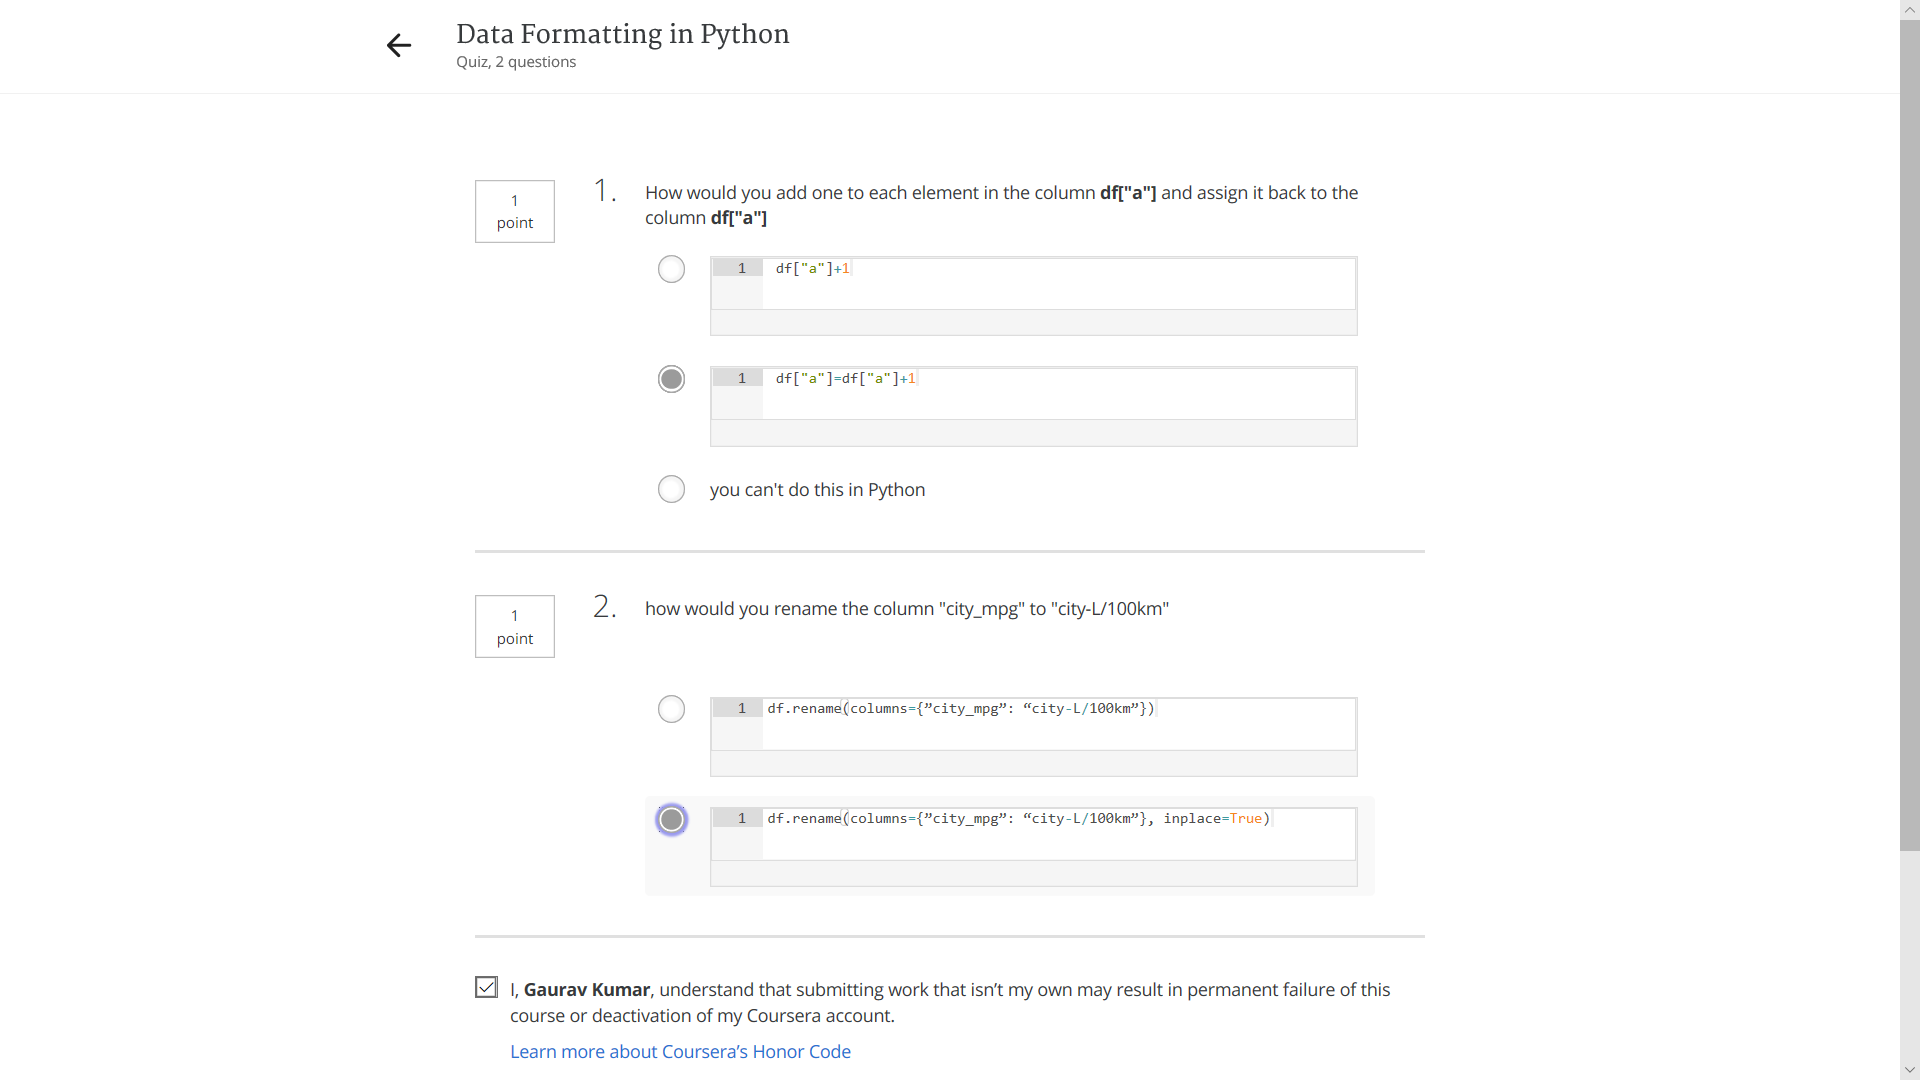 Data Formatting in Python
Quiz, 2 questions
1
point
1.
How would you add one to each element in the column df["a"] and assign it back to the
column df["a"]
1 df["a"]+1
1 df["a"]=df["a"]+1
you can't do this in Python
1
point
2.
how would you rename the column "city_mpg" to "city-L/100km"
1 df.rename(columns={”city_mpg”: “city-L/100km”})
1 df.rename(columns={”city_mpg”: “city-L/100km”}, inplace=True)
I, Gaurav Kumar, understand that submitting work that isn’t my own may result in permanent failure of this
course or deactivation of my Coursera account.
Learn more about Coursera’s Honor Code